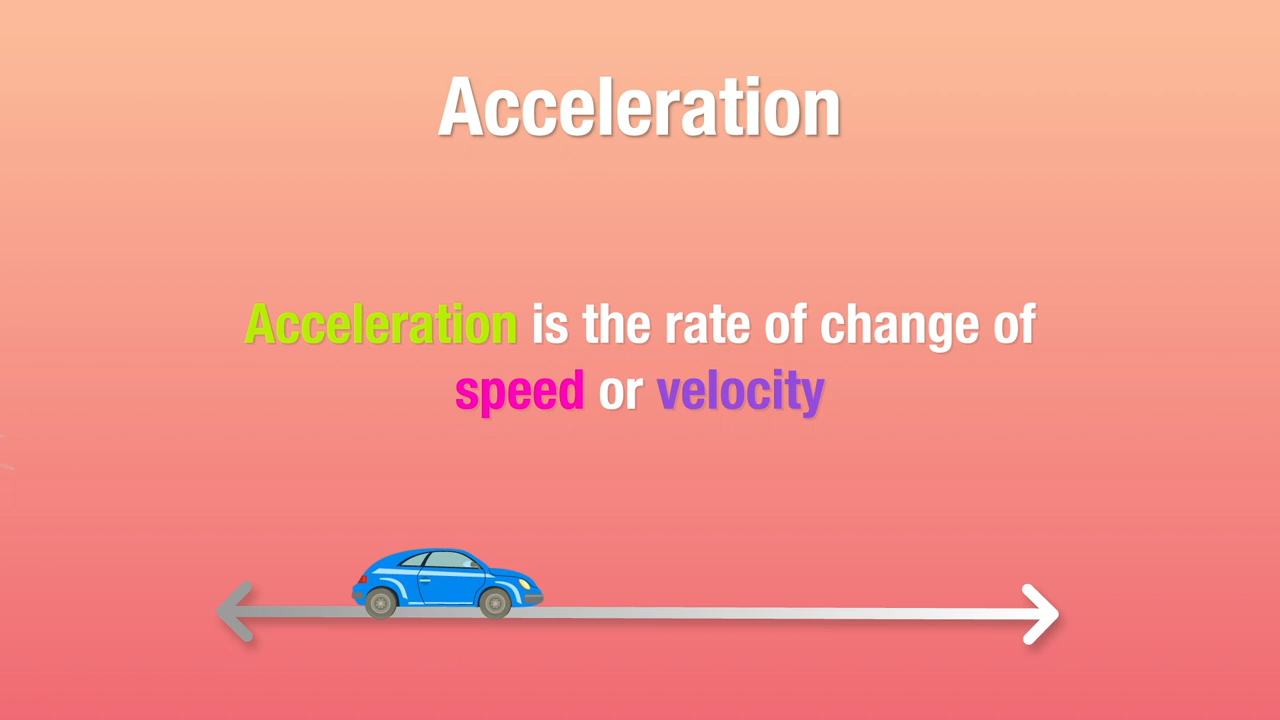 Acceleration
Acceleration is the rate of change of
speed or velocity